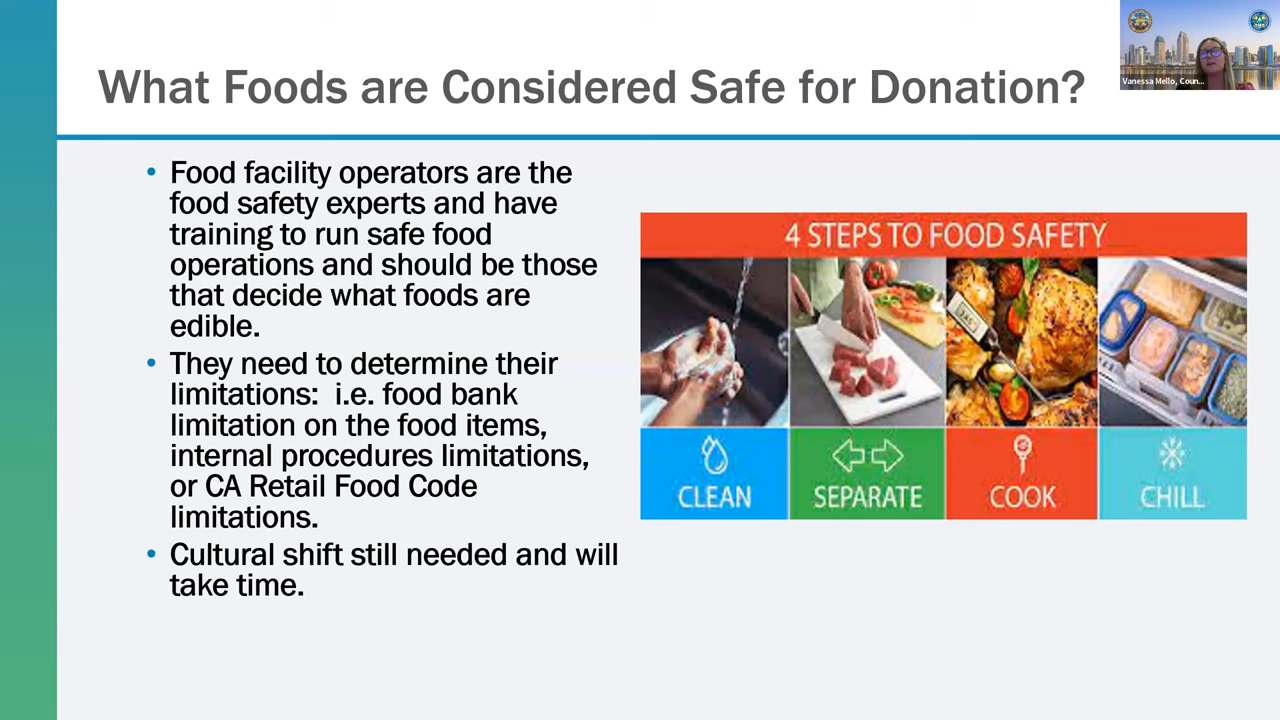 What Foods are Considered Safe for Donation?
Vanessa Mello, Coun...
• Food facility operators are the
food safety experts and have
training to run safe food
operations and should be those
that decide what foods are
edible.
• They need to determine their
limitations:  i.e. food bank
limitation on the food items,
internal procedures limitations,
or CA Retail Food Code
limitations.
• Cultural shift still needed and will
take time.
4 STEPS TO FOOD SAFETY
CLEAN
SEPARATE
COOK
CHILL